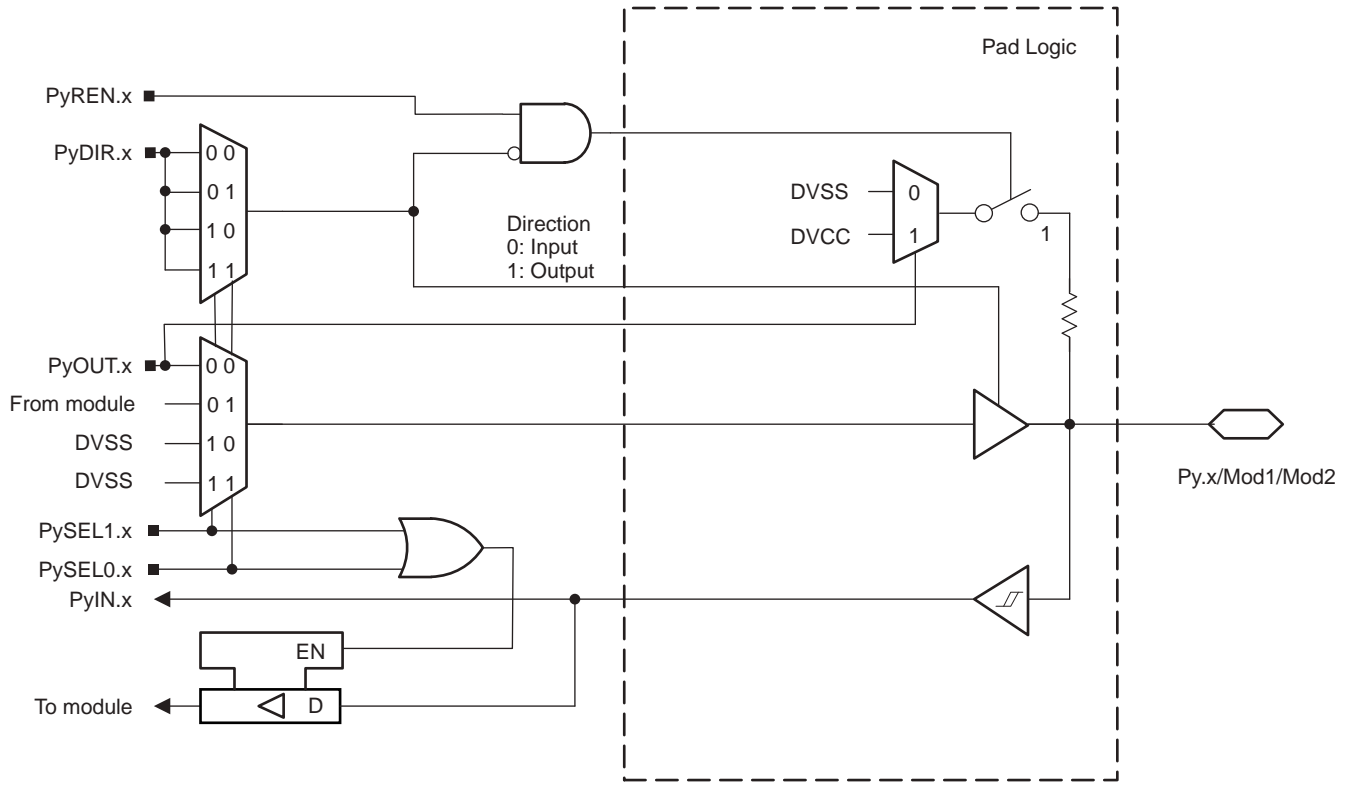 Pad Logic
PyREN.x
PyDIR.x
0 0
0 1
1 0
1 1
Direction
0: Input
1: Output
DVSS
0
DVCC
1
1
PyOUT.x
0 0
From module
0 1
DVSS
1 0
DVSS
1 1
Py.x/Mod1/Mod2
PySEL1.x
PySEL0.x
PyIN.x
EN
To module
D